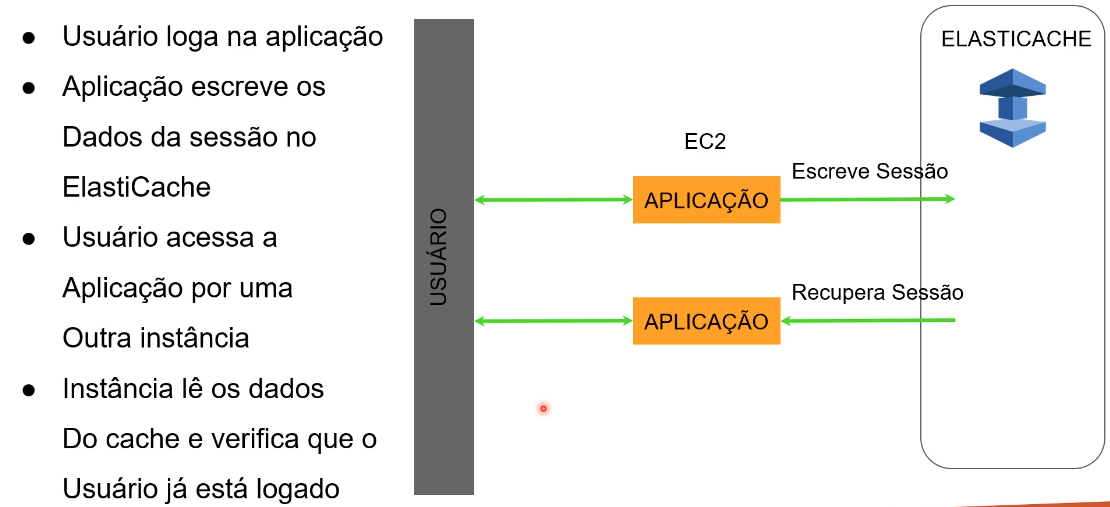 ● Usuário loga na aplicação
● Aplicação escreve os
Dados da sessão no
ElastiCache
● Usuário acessa a
Aplicação por uma
Outra instância
● Instância lê os dados
Do cache e verifica que o
Usuário já está logado
USUÁRIO
EC2
APLICAÇÃO
Escreve Sessão
APLICAÇÃO
Recupera Sessão
ELASTICACHE